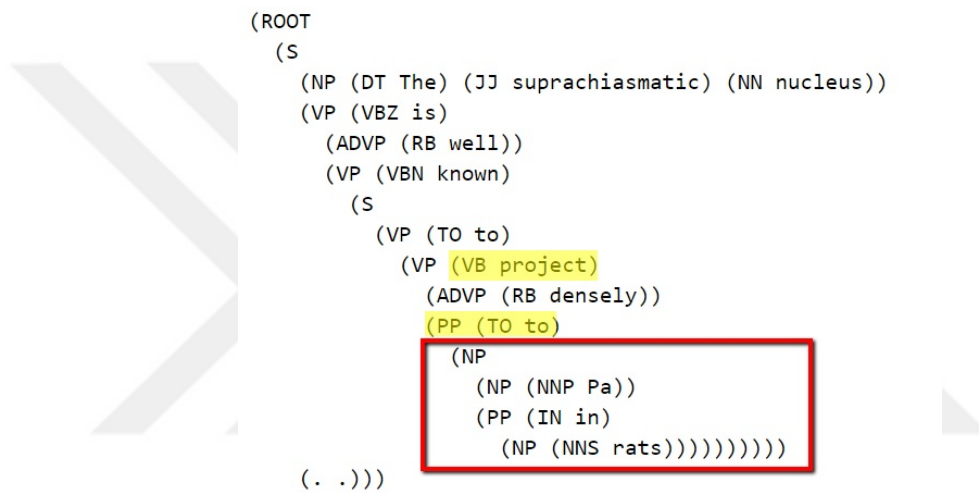 (ROOT
(S
(NP (DT The) (JJ suprachiasmatic) (NN nucleus))
(VP (VBZ is)
(ADVP (RB well))
(VP (VBN known)
(S
(VP (TO to)
(VP (VB project)
(ADVP (RB densely))
(PP (TO to)
(NP
(NP (NNP Pa))
(PP (IN in)
(NP (NNS rats))))))))))
(. .)))